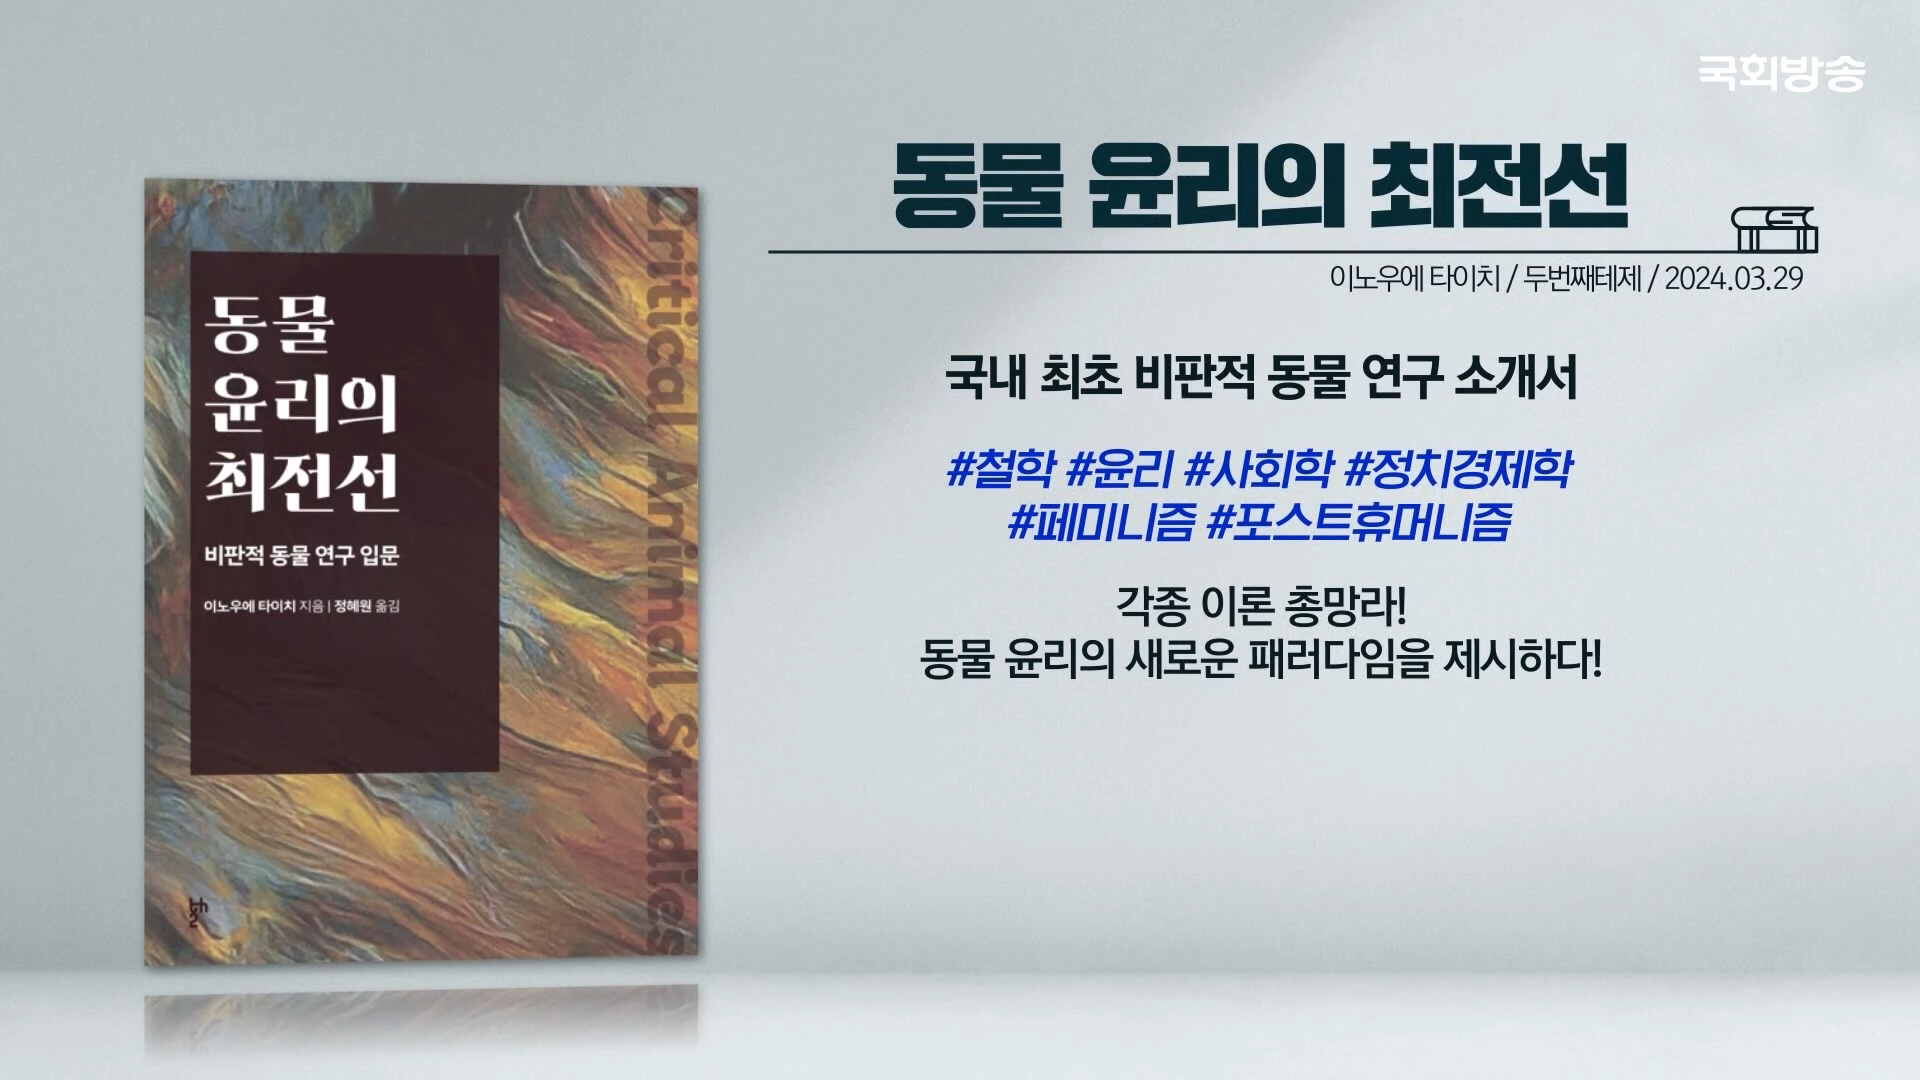 국회방송
동물 윤리의 최전선
이노우에 타이치 / 두번째테제 / 2024.03.29
국내 최초 비판적 동물 연구 소개서
#철학 #윤리 #사회학 #정치경제학
#페미니즘 #포스트휴머니즘
각종 이론 총망라!
동물 윤리의 새로운 패러다임을 제시하다!
동물
윤리의
최전선
비판적 동물 연구 입문
이노우에 타이치 지음 | 정혜원 옮김
Critical Animal Studies